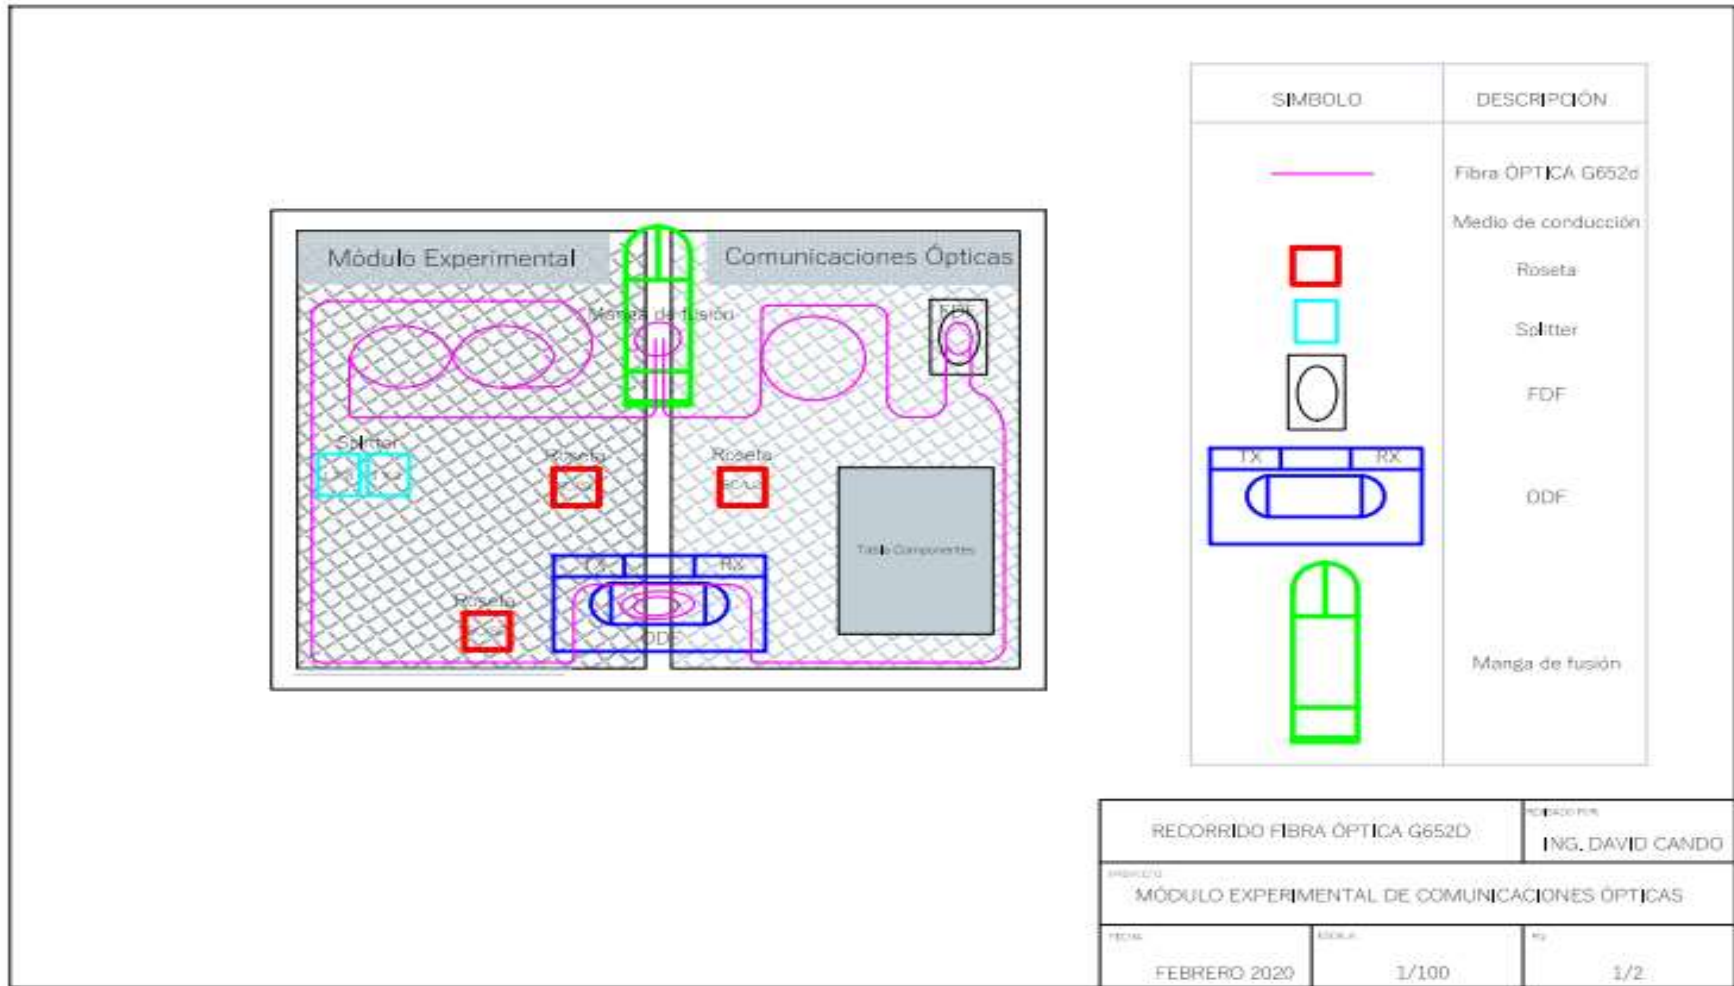 Módulo Experimental
Comunicaciones Ópticas
Manga de fusión
FDF
Splitter
Roseta
Roseta
Tabla Componentes
TX
RX
Roseta
ODF
SIMBOLO
DESCRIPCIÓN
Fibra ÓPTICA G652d
Medio de conducción
Roseta
Splitter
FDF
TX
RX
ODF
Manga de fusión
RECORRIDO FIBRA ÓPTICA G652D
ING. DAVID CANDO
MÓDULO EXPERIMENTAL DE COMUNICACIONES ÓPTICAS
FECHA
FEBRERO 2020
ESCALA
1/100
1/2